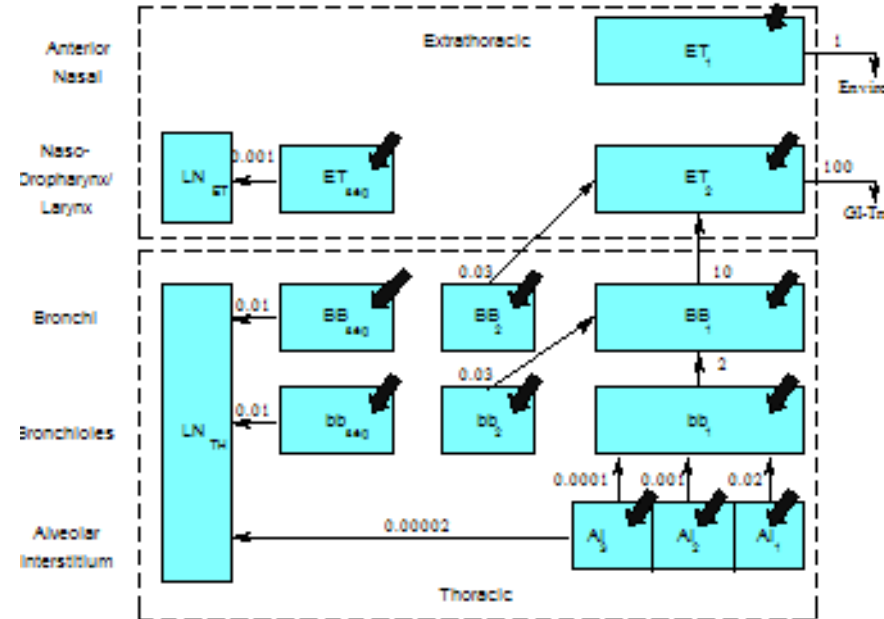 Anterior
Nasal
Extrathoracic
ET1
1
Naso-
Oropharynx/
Larynx
LN ET
0.001
ET seq
ET2
100
0.03
10
Bronchi
0.01
BB seq
BB2
BB1
0.03
2
Bronchioles
LN TH
0.01
bb seq
bb2
bb1
0.0001
0.001
0.02
Alveolar
Interstitium
0.00002
AI3
AI2
AI1
Thoracic